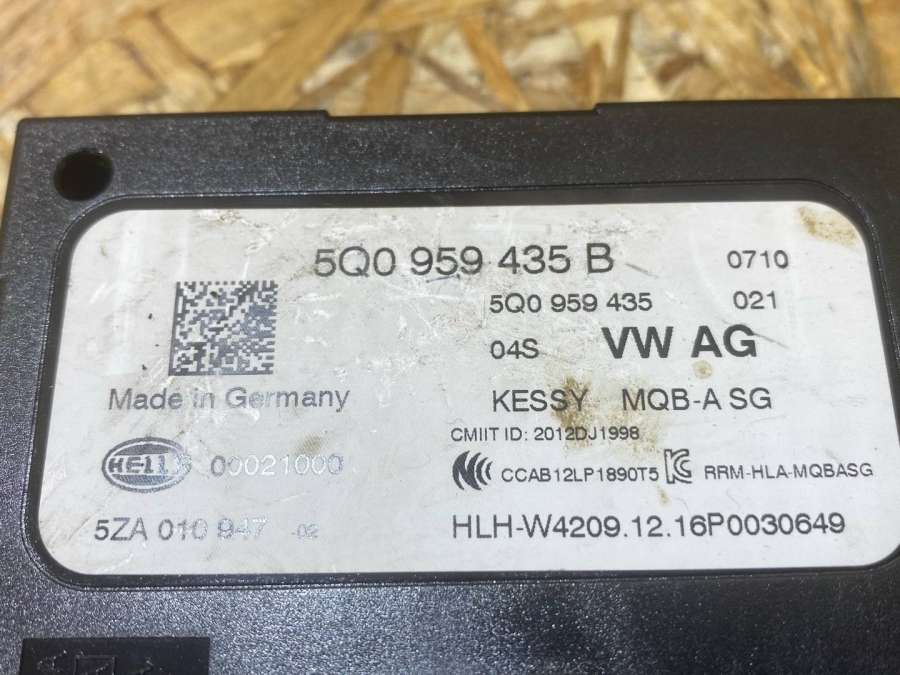 5Q0 959 435 B 0710
5Q0 959 435 021
04S VW AG
Made in Germany
KESSY MQB-A SG
CMIIT ID: 2012DJ1998
HELLA 00021000
CCAB12LP1890T5 RRM-HLA-MQBASG
5ZA 010 947 -02
HLH-W4209.12.16P0030649